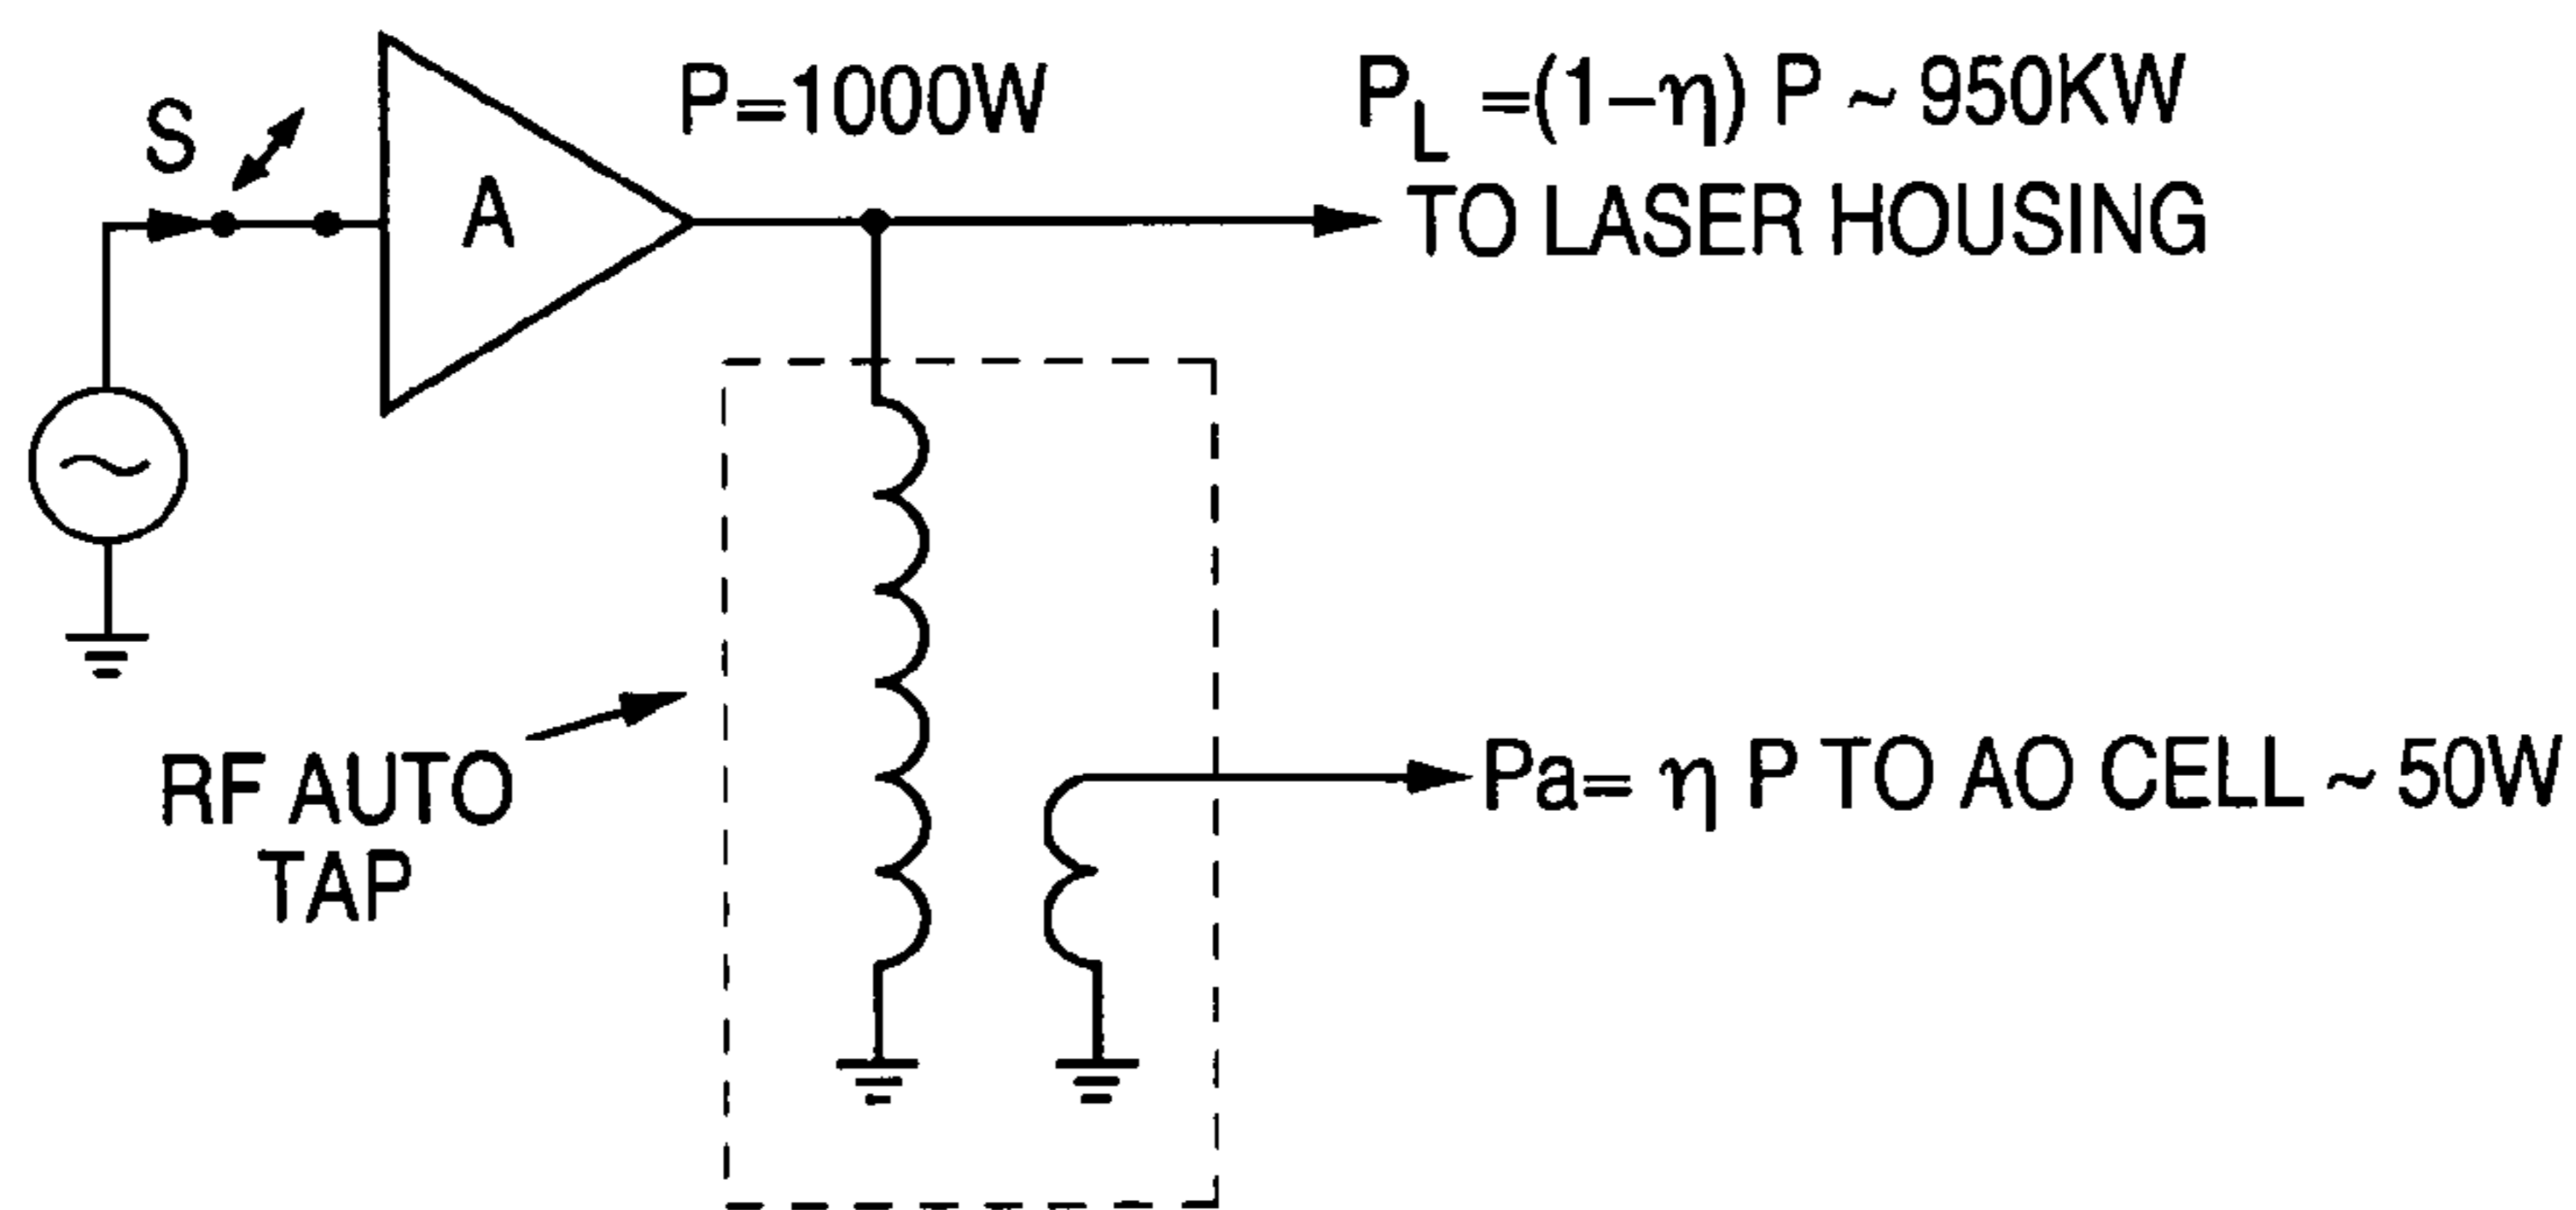 S
A
P=1000W
P_L =(1−η) P ~ 950KW
TO LASER HOUSING
RF AUTO
TAP
Pa= η P TO AO CELL ~ 50W